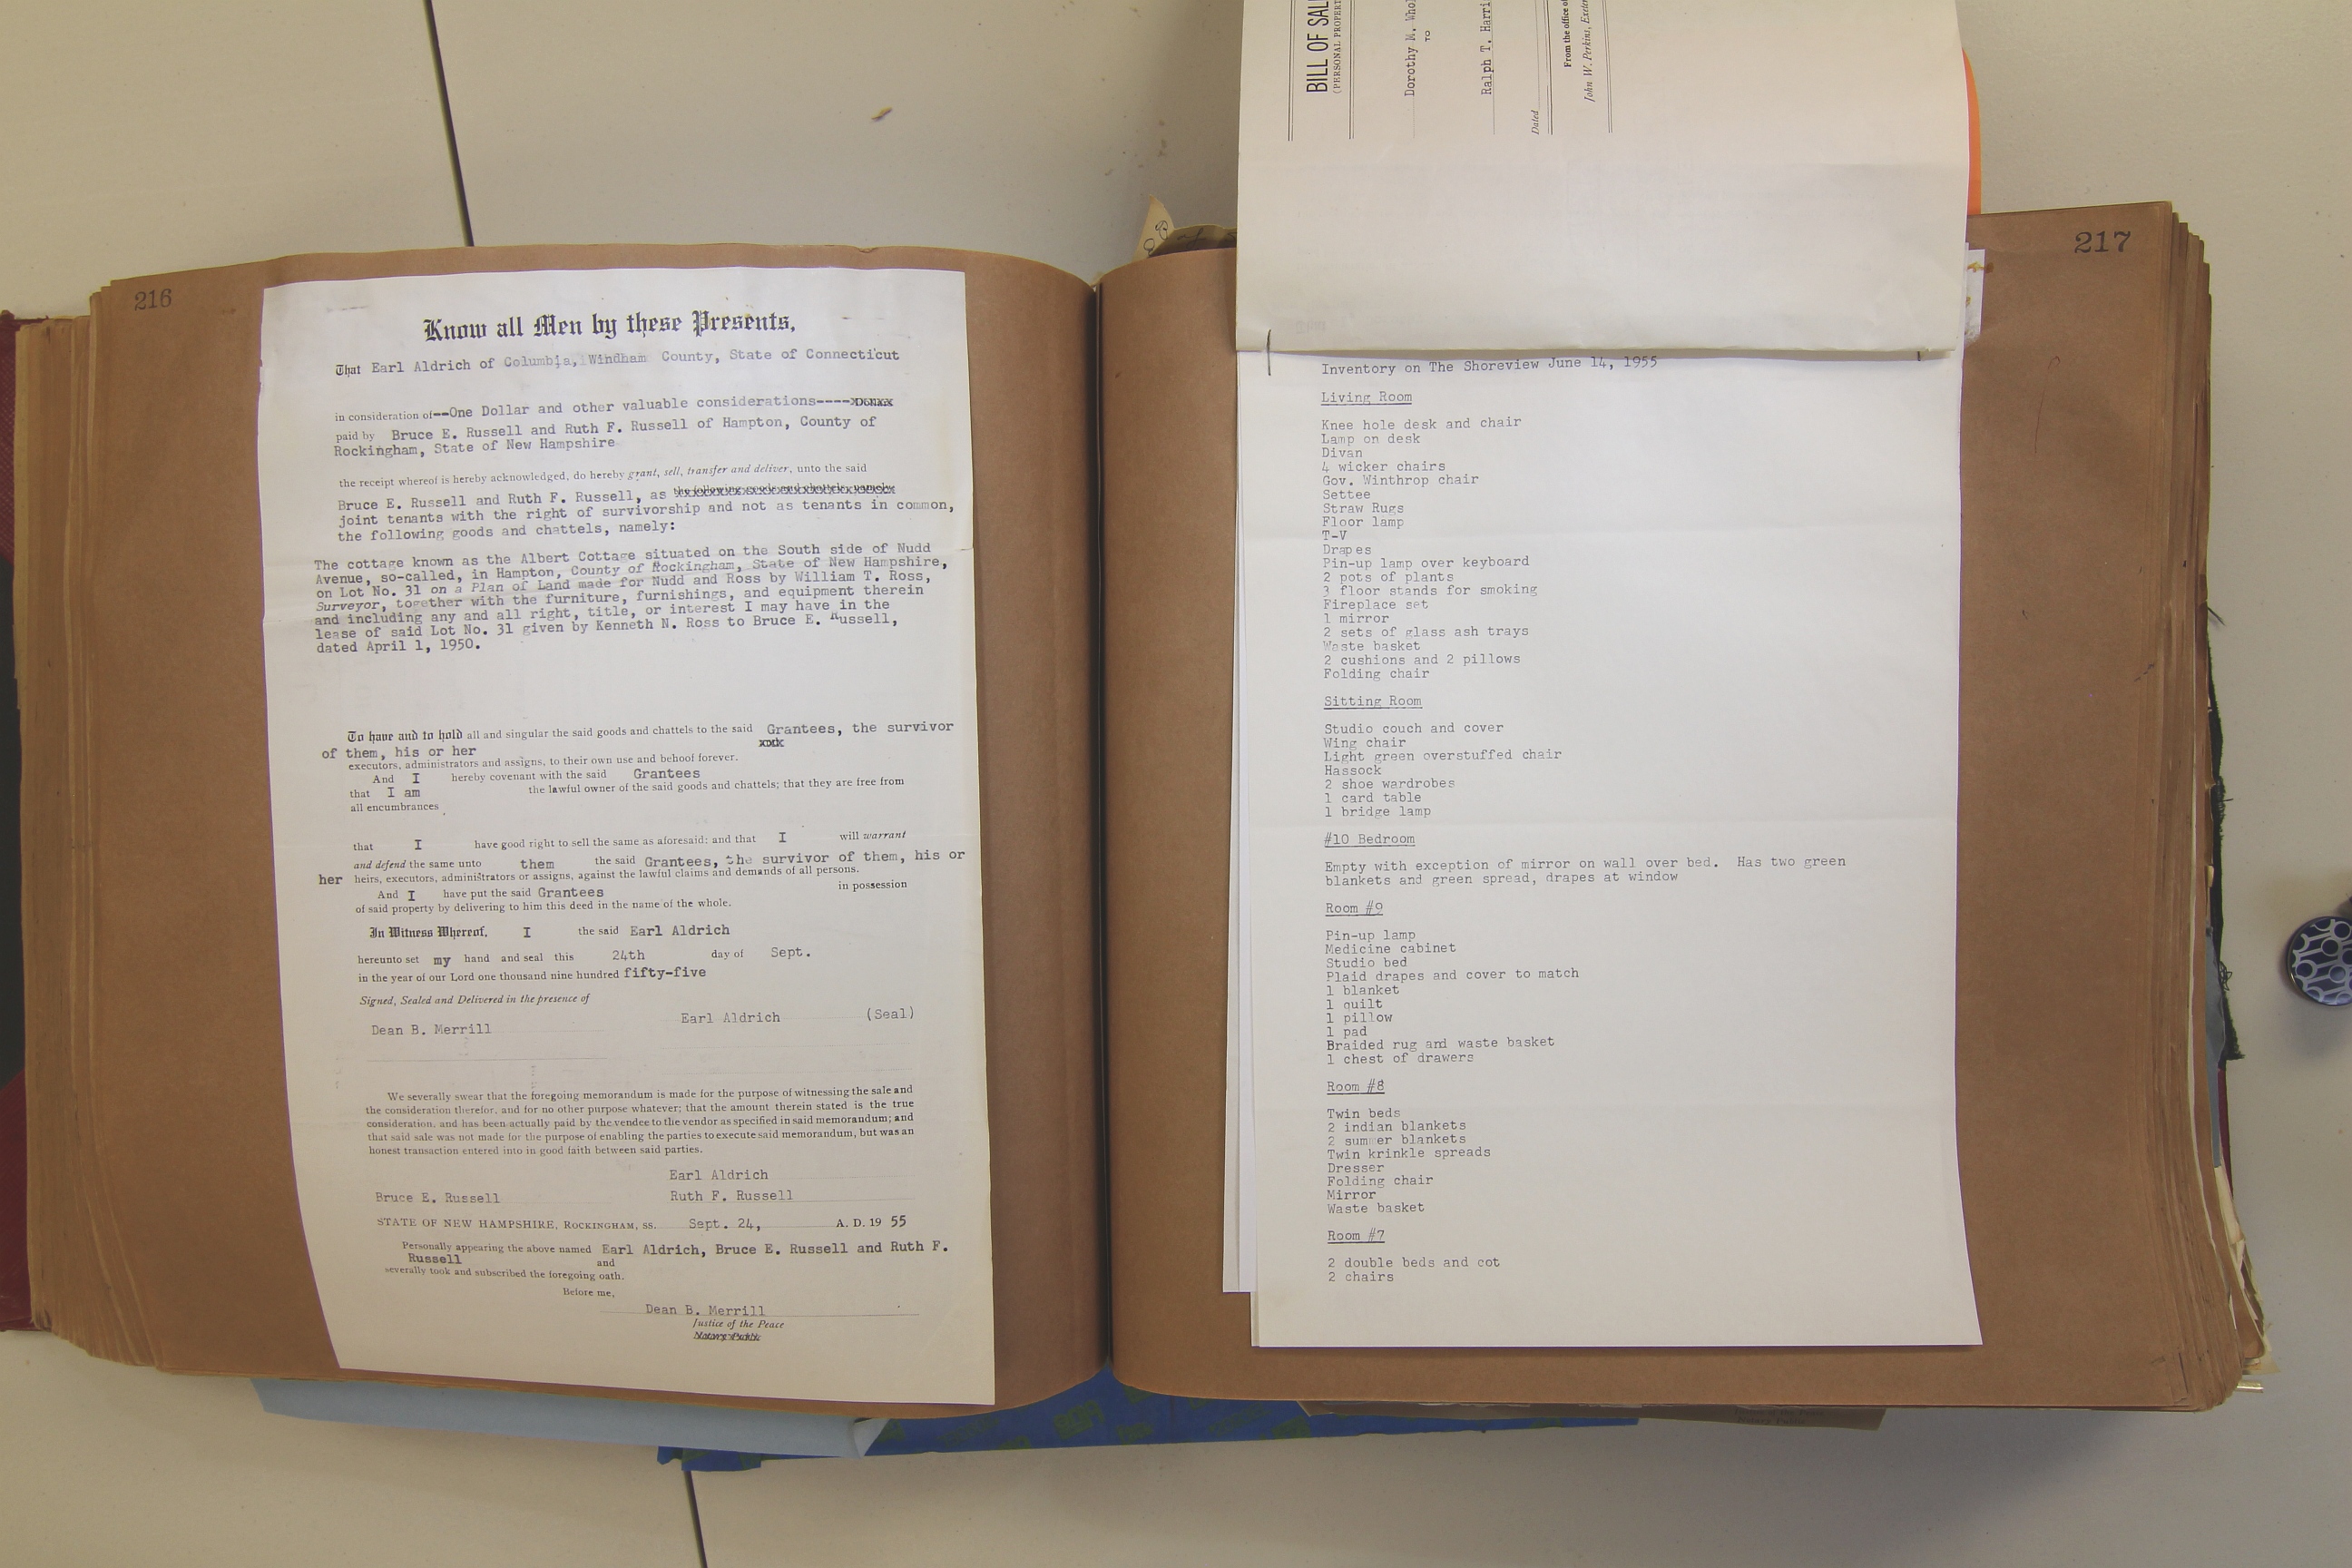 216
Know all Men by these Presents,
That Earl Aldrich of Columbia, Windham County, State of Connecticut
in consideration of--One Dollar and other valuable considerations----
paid by Bruce E. Russell and Ruth F. Russell of Hampton, County of
Rockingham, State of New Hampshire
the receipt whereof is hereby acknowledged, do hereby grant, sell, transfer and deliver, unto the said
Bruce E. Russell and Ruth F. Russell, as the following goods and chattels, namely
joint tenants with the right of survivorship and not as tenants in common,
the following goods and chattels, namely:
The cottage known as the Albert Cottage situated on the South side of Nudd
Avenue, so-called, in Hampton, County of Rockingham, State of New Hampshire,
on Lot No. 31 on a Plan of Land made for Nudd and Ross by William T. Ross,
Surveyor, together with the furniture, furnishings, and equipment therein
and including any and all right, title, or interest I may have in the
lease of said Lot No. 31 given by Kenneth N. Ross to Bruce E. Russell,
dated April 1, 1950.
To have and to hold all and singular the said goods and chattels to the said Grantees, the survivor
of them, his or her
executors, administrators and assigns, to their own use and behoof forever.
And I hereby covenant with the said Grantees
that I am the lawful owner of the said goods and chattels; that they are free from
all encumbrances
that I have good right to sell the same as aforesaid: and that I will warrant
and defend the same unto them the said Grantees, the survivor of them, his or
her heirs, executors, administrators or assigns, against the lawful claims and demands of all persons.
And I have put the said Grantees in possession
of said property by delivering to him this deed in the name of the whole.
In Witness Whereof, I the said Earl Aldrich
hereunto set my hand and seal this 24th day of Sept.
in the year of our Lord one thousand nine hundred fifty-five
Signed, Sealed and Delivered in the presence of
Earl Aldrich (Seal)
Dean B. Merrill
We severally swear that the foregoing memorandum is made for the purpose of witnessing the sale and
the consideration therefor, and for no other purpose whatever; that the amount therein stated is the true
consideration, and has been actually paid by the vendee to the vendor as specified in said memorandum; and
that said sale was not made for the purpose of enabling the parties to execute said memorandum, but was an
honest transaction entered into in good faith between said parties.
Earl Aldrich
Bruce E. Russell Ruth F. Russell
STATE OF NEW HAMPSHIRE, ROCKINGHAM, SS. Sept. 24, A. D. 19 55
Personally appearing the above named Earl Aldrich, Bruce E. Russell and Ruth F.
Russell and
severally took and subscribed the foregoing oath.
Before me,
Dean B. Merrill
Justice of the Peace
Notary Public
BILL OF SAL
(PERSONAL PROPERT
Dorothy M. Whol
TO
Ralph T. Harri
Dated
From the office of
John W. Perkins, Exeter
217
Inventory on The Shoreview June 14, 1955
Living Room
Knee hole desk and chair
Lamp on desk
Divan
4 wicker chairs
Gov. Winthrop chair
Settee
Straw Rugs
Floor lamp
T-V
Drapes
Pin-up lamp over keyboard
2 pots of plants
3 floor stands for smoking
Fireplace set
1 mirror
2 sets of glass ash trays
Waste basket
2 cushions and 2 pillows
Folding chair
Sitting Room
Studio couch and cover
Wing chair
Light green overstuffed chair
Hassock
2 shoe wardrobes
1 card table
1 bridge lamp
#10 Bedroom
Empty with exception of mirror on wall over bed. Has two green
blankets and green spread, drapes at window
Room #9
Pin-up lamp
Medicine cabinet
Studio bed
Plaid drapes and cover to match
1 blanket
1 quilt
1 pillow
1 pad
Braided rug and waste basket
1 chest of drawers
Room #8
Twin beds
2 indian blankets
2 summer blankets
Twin krinkle spreads
Dresser
Folding chair
Mirror
Waste basket
Room #7
2 double beds and cot
2 chairs